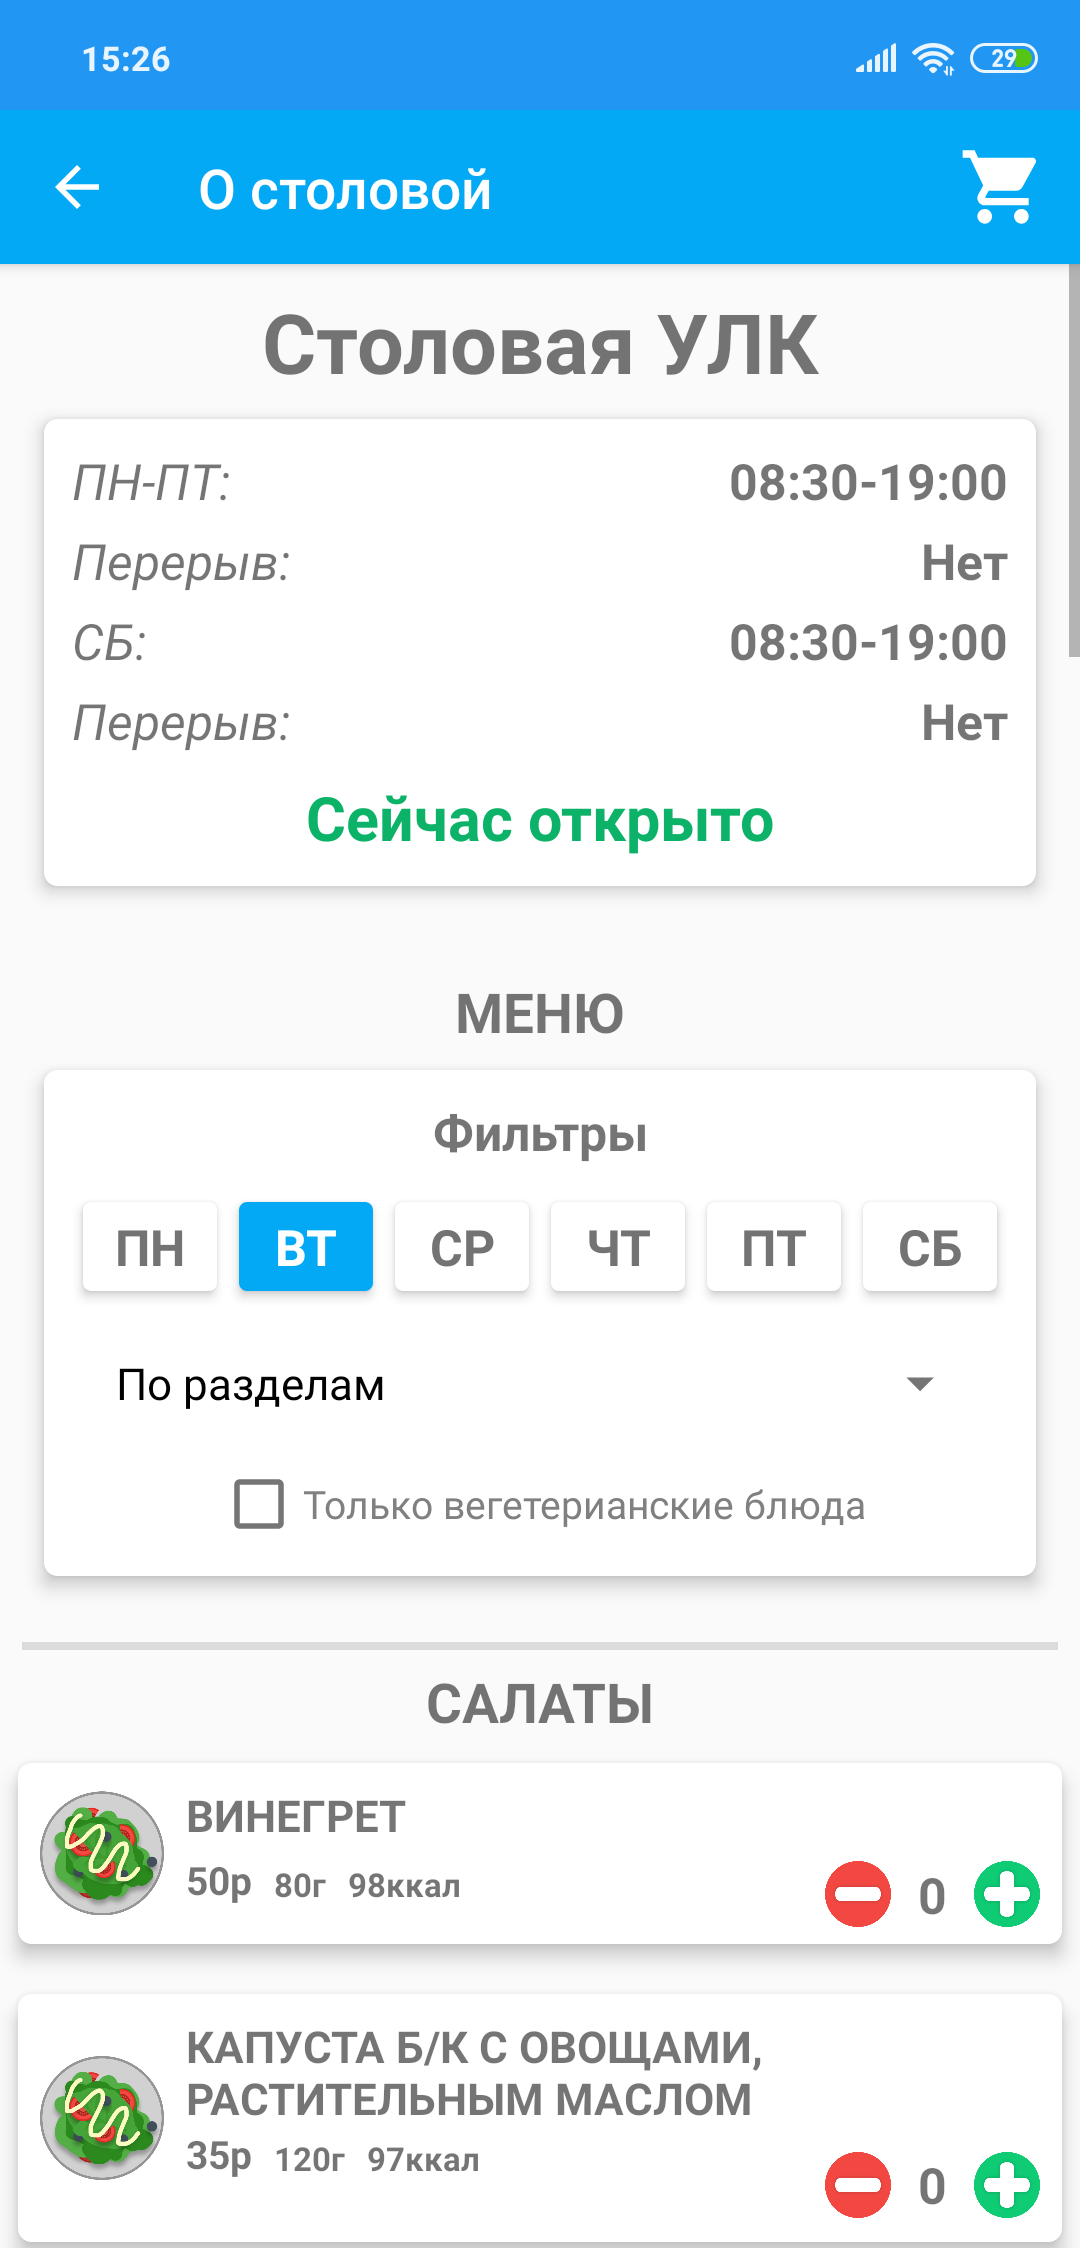 15:26
29
О столовой
Столовая УЛК
ПН-ПТ: 08:30-19:00
Перерыв: Нет
СБ: 08:30-19:00
Перерыв: Нет
Сейчас открыто
МЕНЮ
Фильтры
ПН ВТ СР ЧТ ПТ СБ
По разделам
Только вегетерианские блюда
САЛАТЫ
ВИНЕГРЕТ
50р 80г 98ккал
0
КАПУСТА Б/К С ОВОЩАМИ,
РАСТИТЕЛЬНЫМ МАСЛОМ
35р 120г 97ккал
0